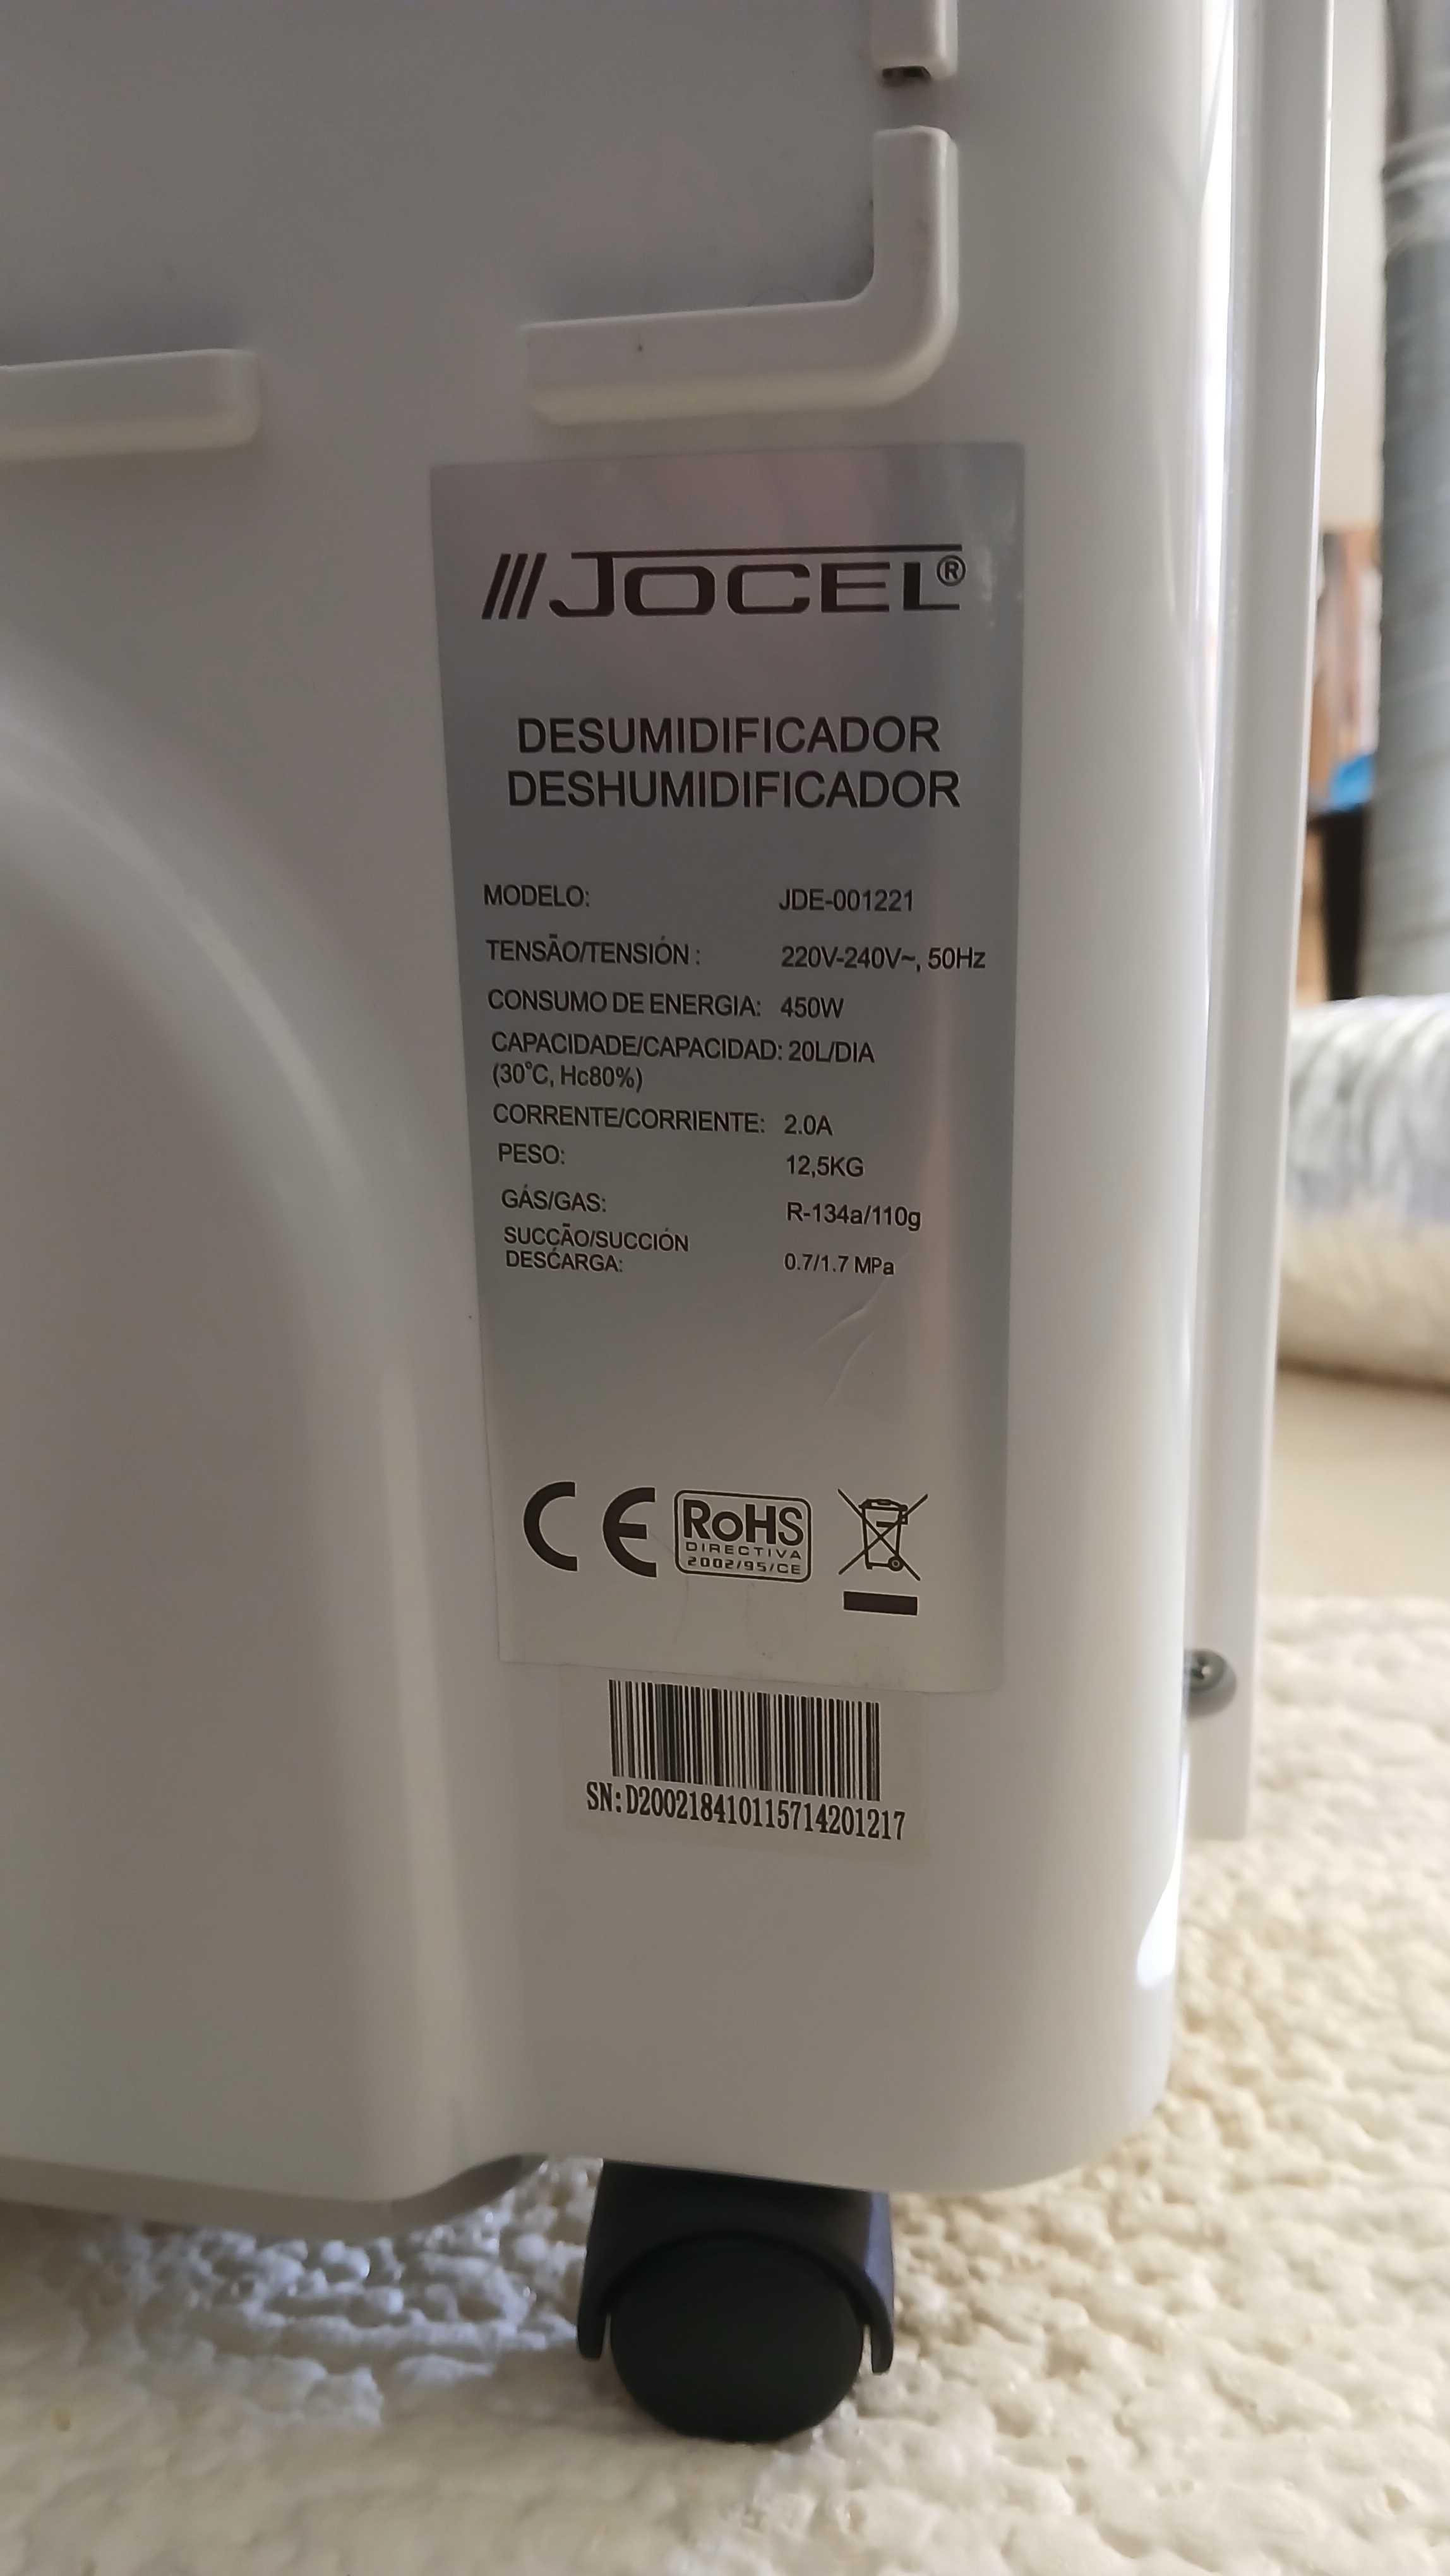 JOCEL®
DESUMIDIFICADOR
DESHUMIDIFICADOR
MODELO: JDE-001221
TENSÃO/TENSIÓN : 220V-240V~, 50Hz
CONSUMO DE ENERGIA: 450W
CAPACIDADE/CAPACIDAD: 20L/DIA
(30°C, Hc80%)
CORRENTE/CORRIENTE: 2.0A
PESO: 12,5KG
GÁS/GAS: R-134a/110g
SUCÇÃO/SUCCIÓN
DESCARGA: 0.7/1.7 MPa
CE RoHS
DIRECTIVA
2002/95/CE
SN:D200218410115714201217